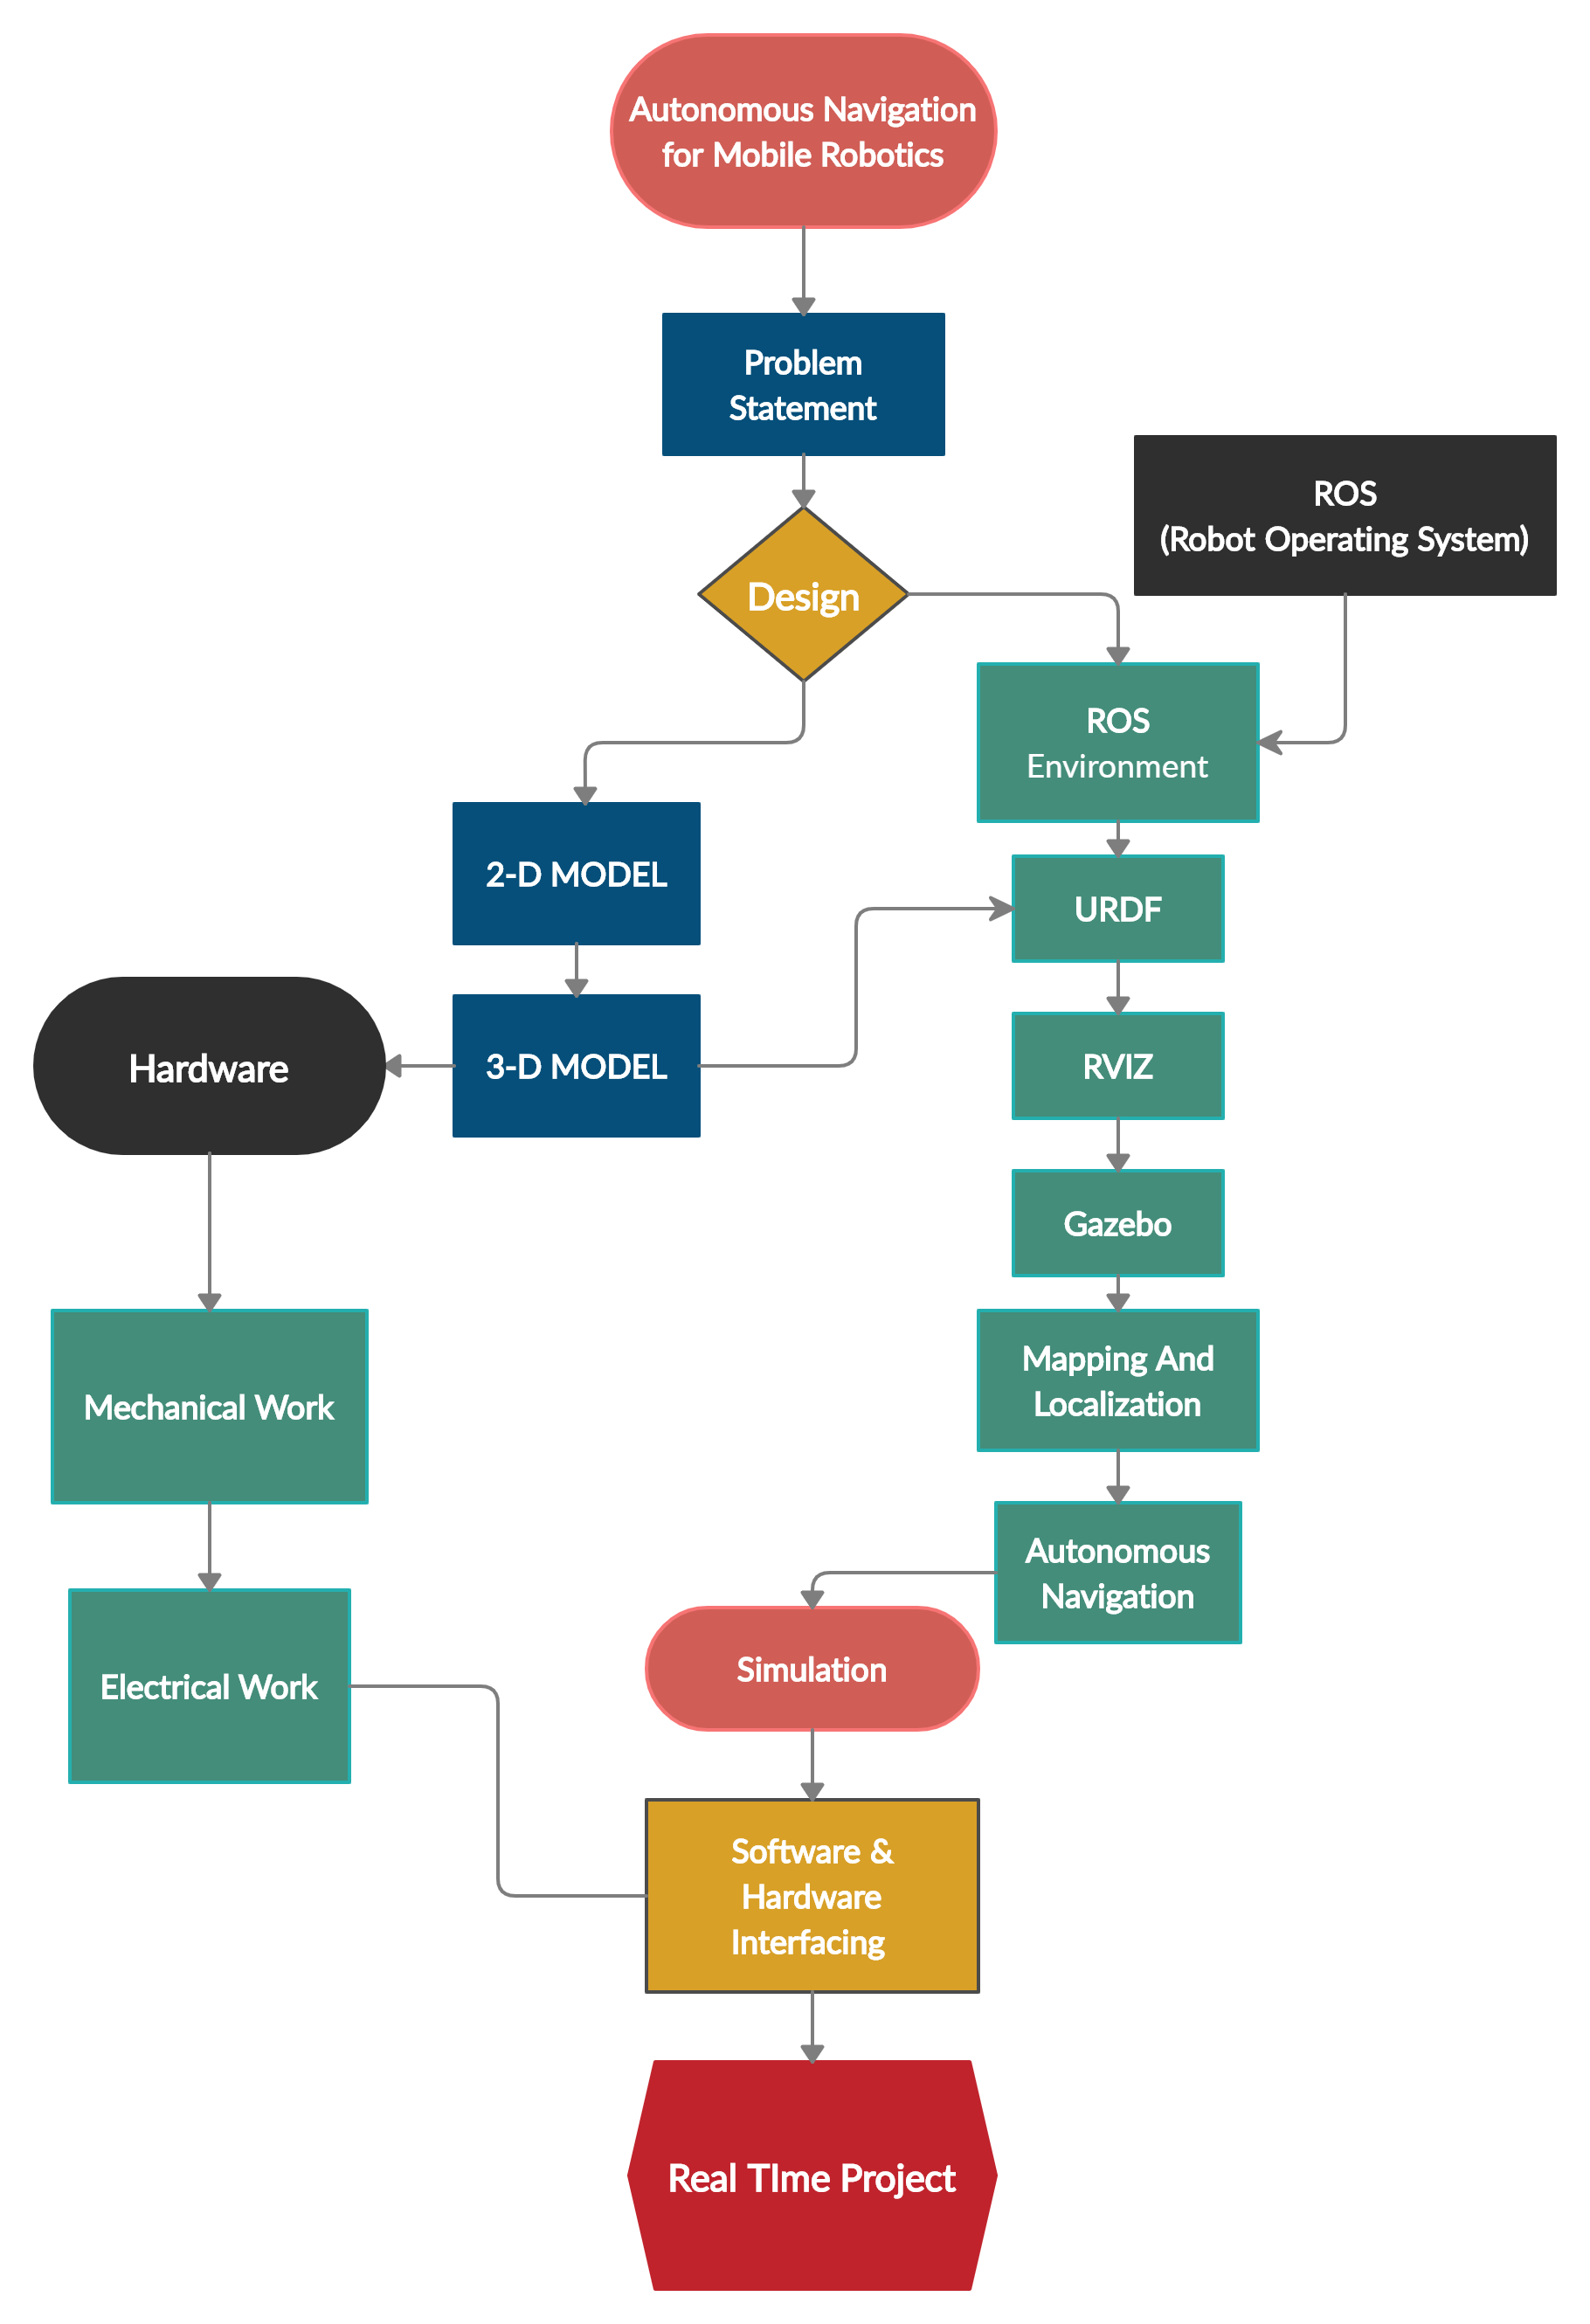 Autonomous Navigation
for Mobile Robotics
Problem
Statement
ROS
(Robot Operating System)
Design
ROS
Environment
2-D MODEL
URDF
Hardware
3-D MODEL
RVIZ
Gazebo
Mapping And
Localization
Mechanical Work
Autonomous
Navigation
Simulation
Electrical Work
Software &
Hardware
Interfacing
Real TIme Project